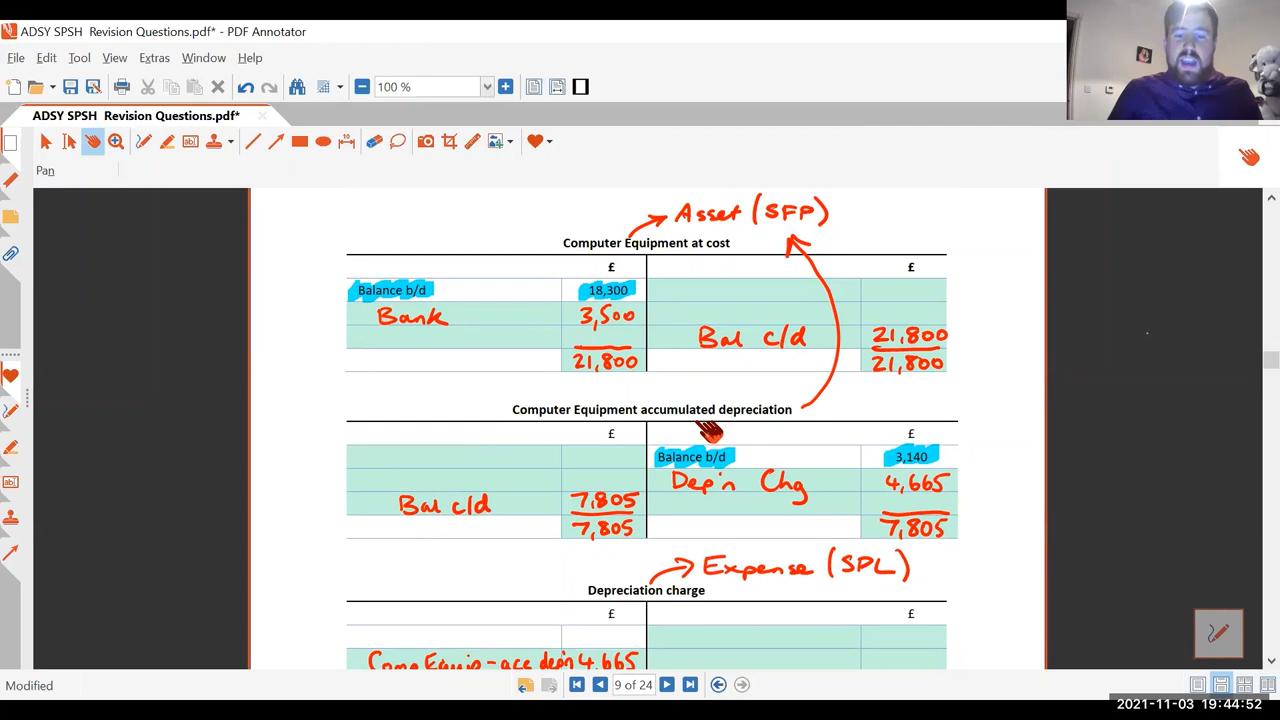 ADSY SPSH Revision Questions.pdf* - PDF Annotator
File Edit Tool View Extras Window Help
100 %
ADSY SPSH Revision Questions.pdf*
Pan
Asset (SFP)
Computer Equipment at cost
£ £
Balance b/d 18,300
Bank 3,500
Bal c/d 21,800
21,800 21,800
Computer Equipment accumulated depreciation
£ £
Balance b/d 3,140
Dep'n Chg 4,665
Bal c/d 7,805
7,805 7,805
Expense (SPL)
Depreciation charge
£ £
Comp Equip - acc dep'n 4,665
Modified
9 of 24
2021-11-03 19:44:52